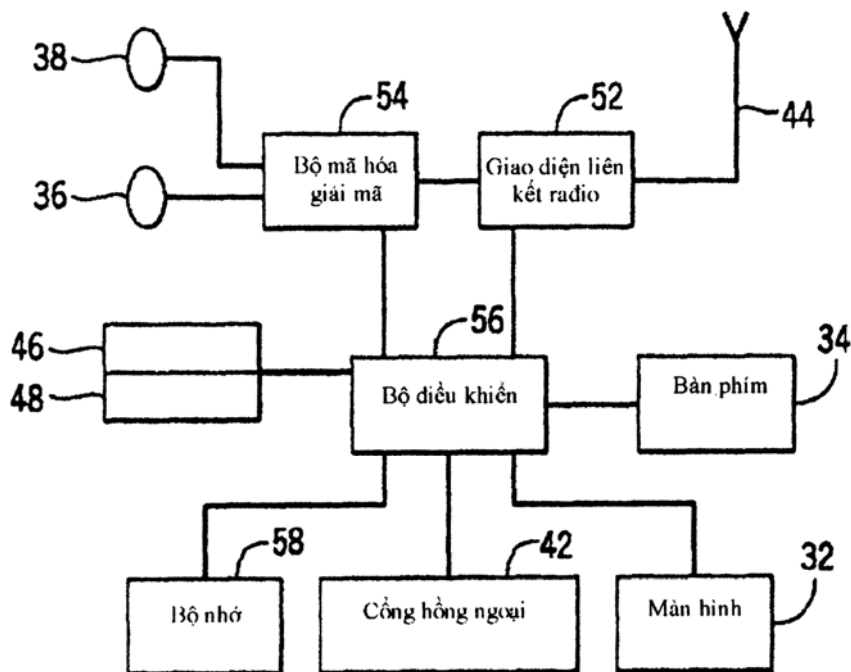 38
54
52
44
Bộ mã hóa
giải mã
Giao diện liên
kết rađio
36
46
48
56
34
Bộ điều khiển
Bàn phím
58
42
32
Bộ nhớ
Cổng hồng ngoại
Màn hình